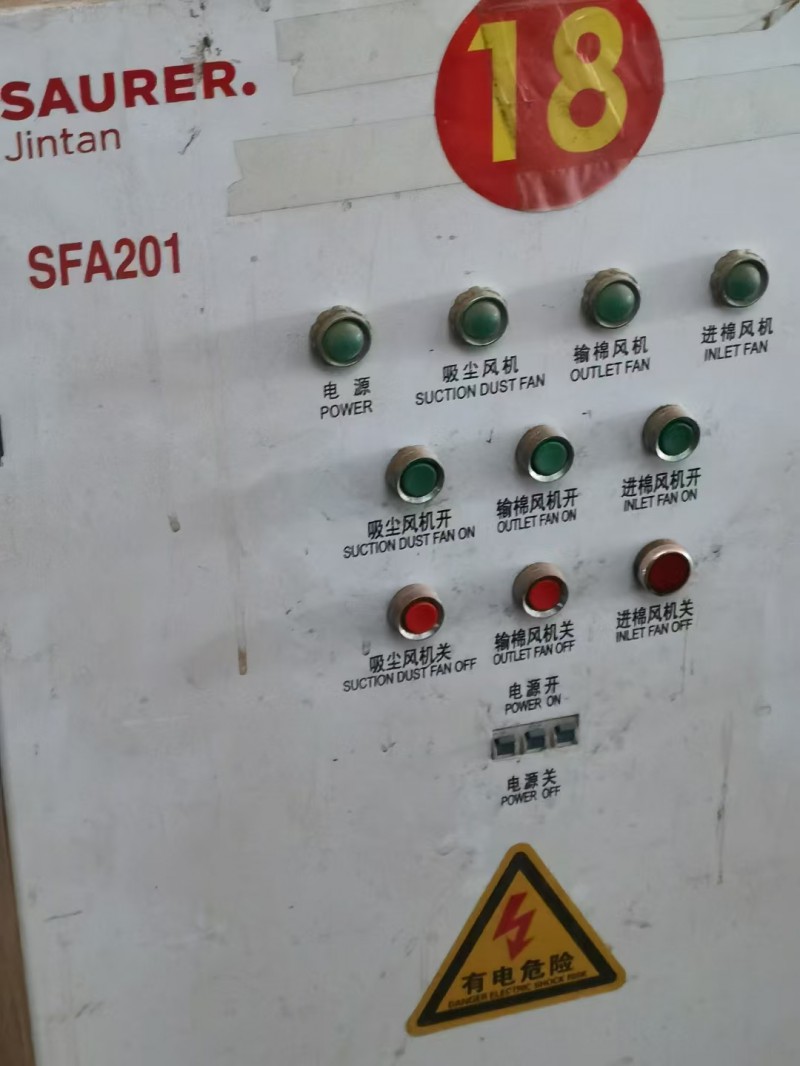 SAURER.
Jintan
18
SFA201
电 源
POWER
吸尘风机
SUCTION DUST FAN
输棉风机
OUTLET FAN
进棉风机
INLET FAN
吸尘风机开
SUCTION DUST FAN ON
输棉风机开
OUTLET FAN ON
进棉风机开
INLET FAN ON
吸尘风机关
SUCTION DUST FAN OFF
输棉风机关
OUTLET FAN OFF
进棉风机关
INLET FAN OFF
电源开
POWER ON
电源关
POWER OFF
有电危险
DANGER ELECTRIC SHOCK RISK